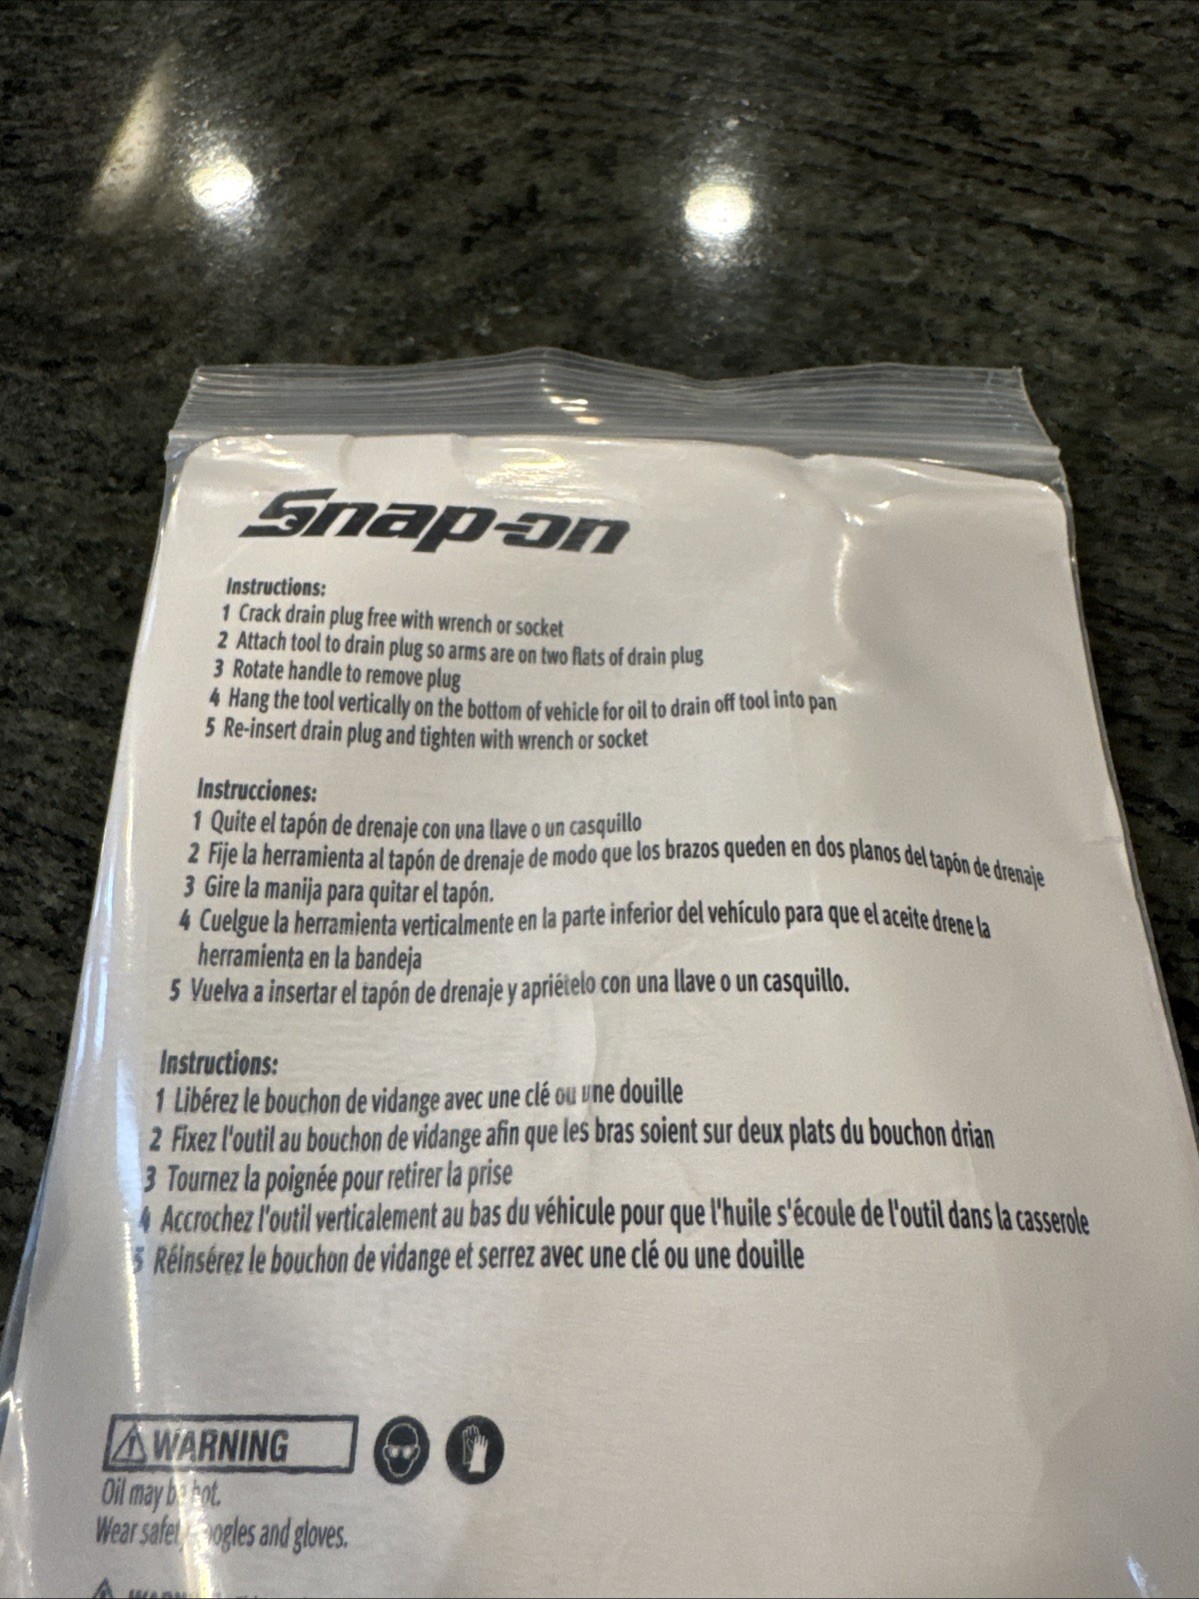 Snap-on
Instructions:
1 Crack drain plug free with wrench or socket
2 Attach tool to drain plug so arms are on two flats of drain plug
3 Rotate handle to remove plug
4 Hang the tool vertically on the bottom of vehicle for oil to drain off tool into pan
5 Re-insert drain plug and tighten with wrench or socket
Instrucciones:
1 Quite el tapón de drenaje con una llave o un casquillo
2 Fije la herramienta al tapón de drenaje de modo que los brazos queden en dos planos del tapón de drenaje
3 Gire la manija para quitar el tapón.
4 Cuelgue la herramienta verticalmente en la parte inferior del vehículo para que el aceite drene la
herramienta en la bandeja
5 Vuelva a insertar el tapón de drenaje y apriételo con una llave o un casquillo.
Instructions:
1 Libérez le bouchon de vidange avec une clé ou une douille
2 Fixez l'outil au bouchon de vidange afin que les bras soient sur deux plats du bouchon drian
3 Tournez la poignée pour retirer la prise
4 Accrochez l'outil verticalement au bas du véhicule pour que l'huile s'écoule de l'outil dans la casserole
5 Réinsérez le bouchon de vidange et serrez avec une clé ou une douille
WARNING
Oil may be hot.
Wear safety googles and gloves.